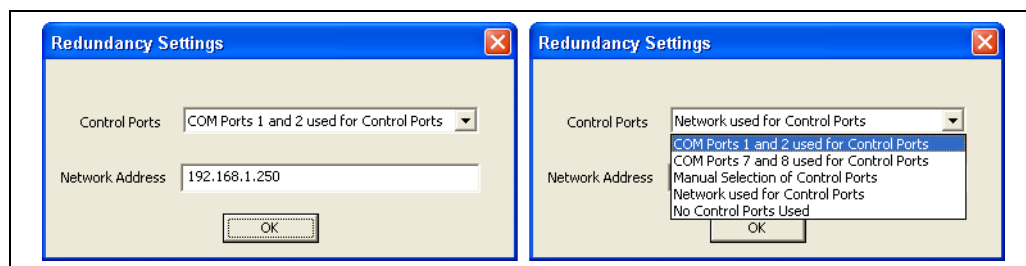 Redundancy Settings
Control Ports
COM Ports 1 and 2 used for Control Ports
Network Address
192.168.1.250
OK
Redundancy Settings
Control Ports
Network used for Control Ports
COM Ports 1 and 2 used for Control Ports
COM Ports 7 and 8 used for Control Ports
Manual Selection of Control Ports
Network used for Control Ports
No Control Ports Used
Network Address
OK